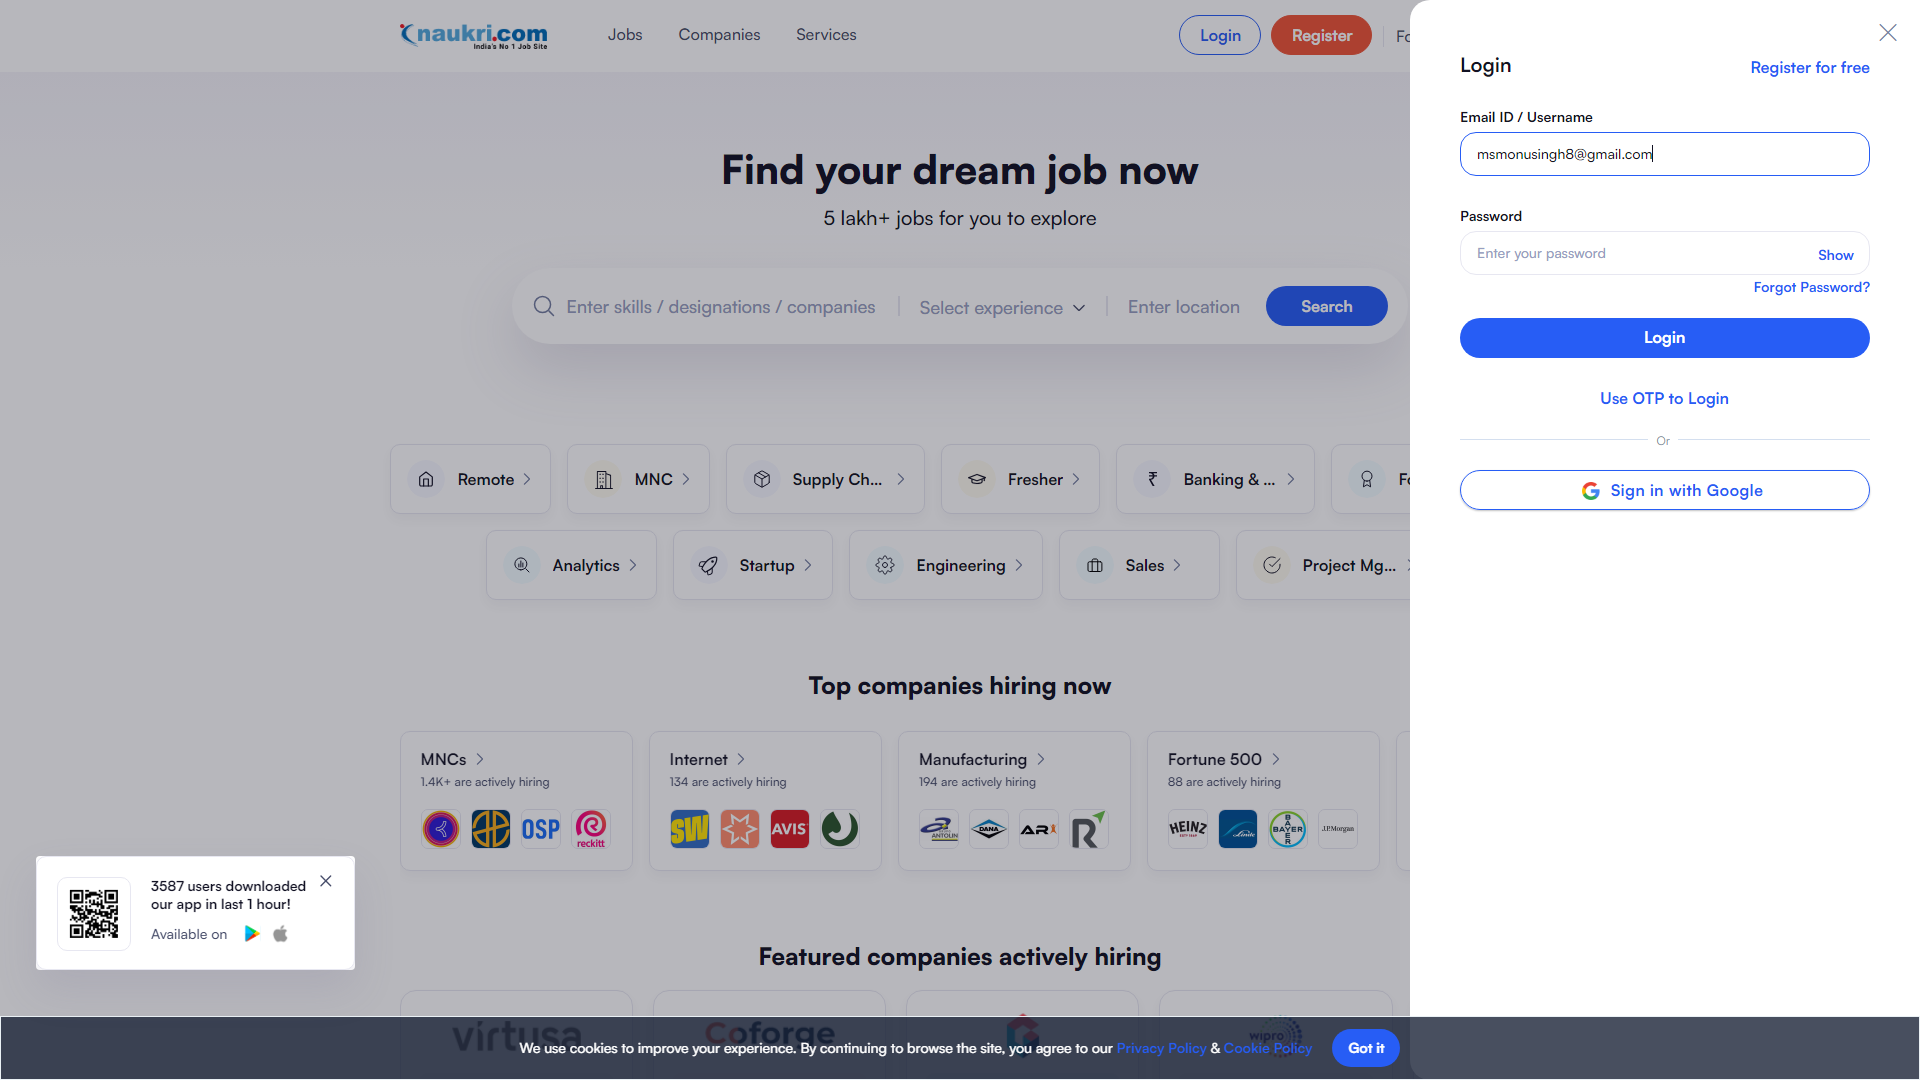 naukri.com
India's No 1 Job Site
Jobs
Companies
Services
Login
Register
Fo
Login
Register for free
Email ID / Username
msmonusingh8@gmail.com
Password
Enter your password
Show
Forgot Password?
Login
Use OTP to Login
Or
Sign in with Google
Find your dream job now
5 lakh+ jobs for you to explore
Enter skills / designations / companies
Select experience
Enter location
Search
Remote
MNC
Supply Ch...
Fresher
Banking & ...
Fo
Analytics
Startup
Engineering
Sales
Project Mg...
Top companies hiring now
MNCs
1.4K+ are actively hiring
OSP
reckitt
Internet
134 are actively hiring
SW
AVIS
Manufacturing
194 are actively hiring
ANTOLIN
DANA
Fortune 500
88 are actively hiring
HEINZ
Linde
BAYER
BAYER
J.P.Morgan
3587 users downloaded
our app in last 1 hour!
Available on
Featured companies actively hiring
virtusa
Coforge
wipro
We use cookies to improve your experience. By continuing to browse the site, you agree to our Privacy Policy & Cookie Policy
Got it